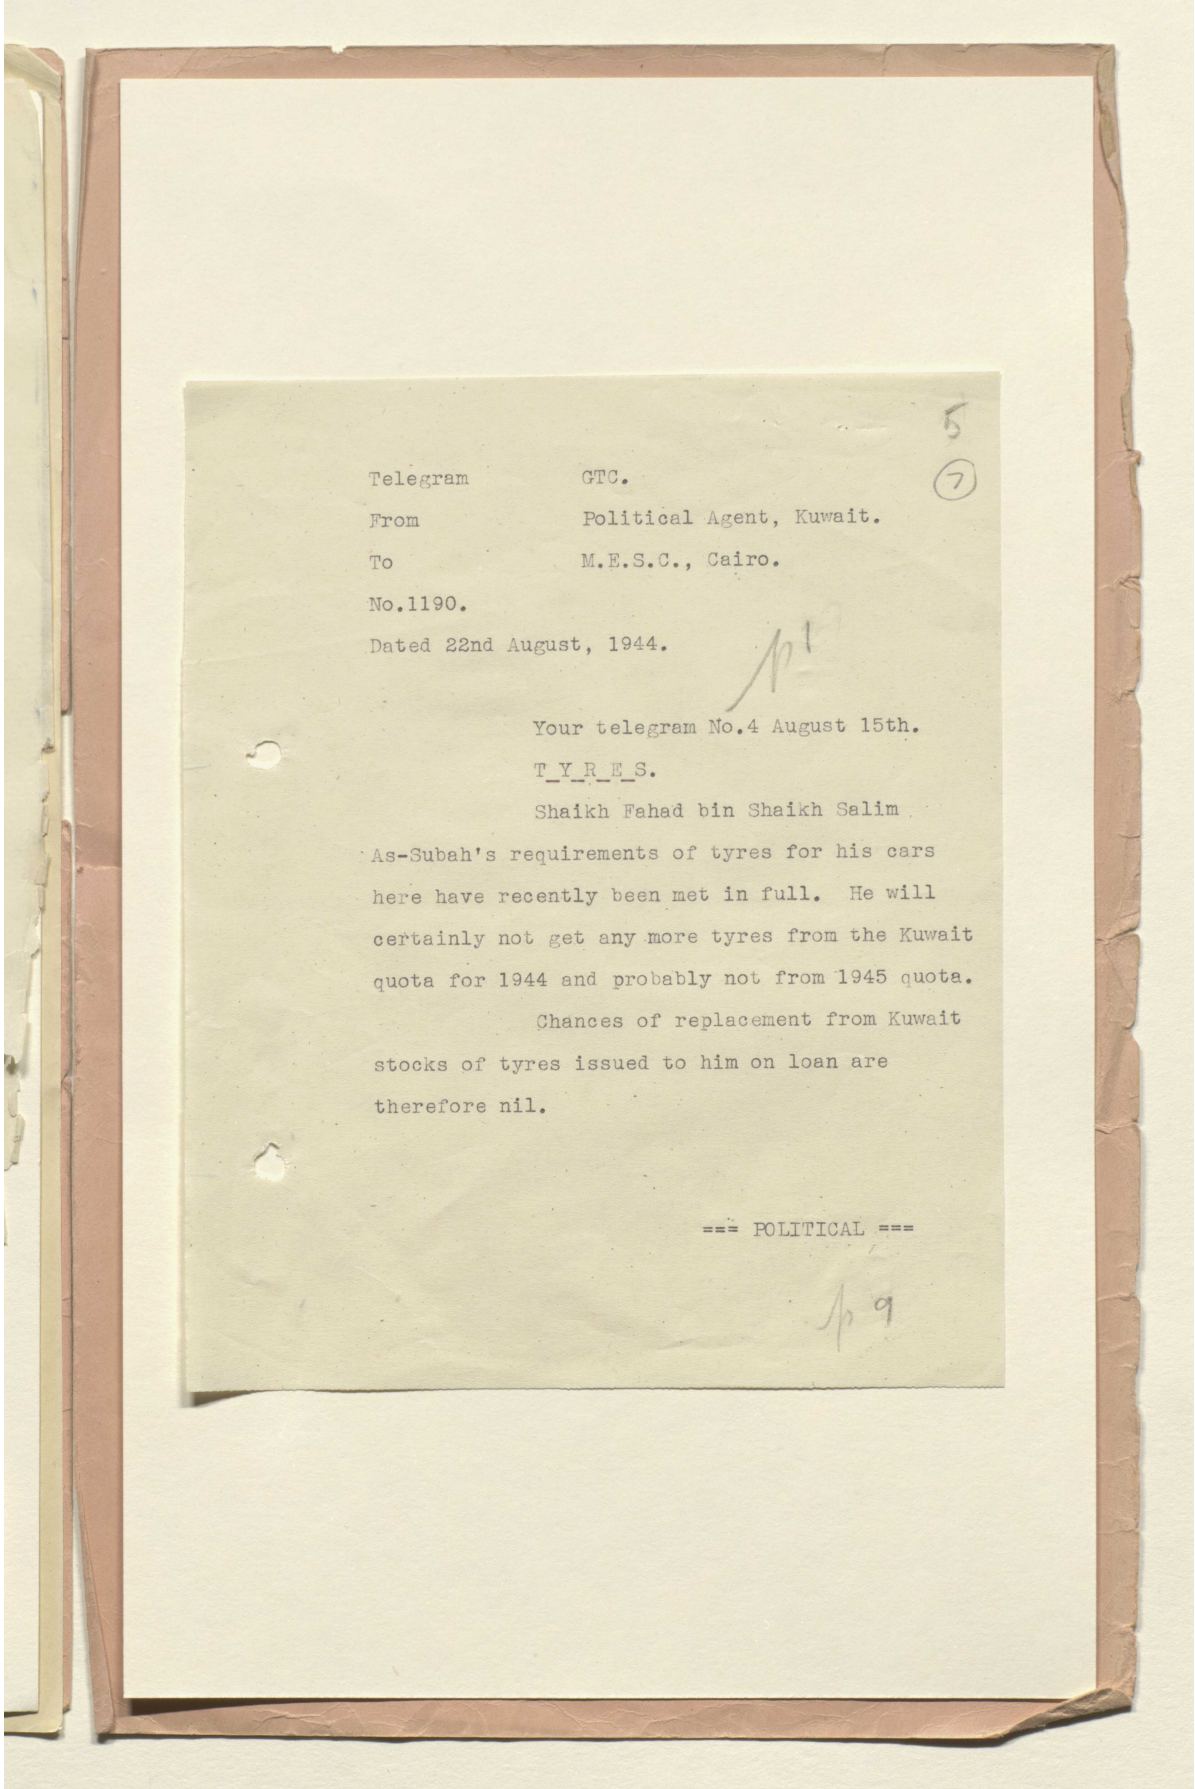 5
7
Telegram GTC.
From Political Agent, Kuwait.
To M.E.S.C., Cairo.
No.1190.
Dated 22nd August, 1944.
p1
Your telegram No.4 August 15th.
T_Y_R_E_S.
Shaikh Fahad bin Shaikh Salim
As-Subah's requirements of tyres for his cars
here have recently been met in full. He will
certainly not get any more tyres from the Kuwait
quota for 1944 and probably not from 1945 quota.
Chances of replacement from Kuwait
stocks of tyres issued to him on loan are
therefore nil.
=== POLITICAL ===
p 9